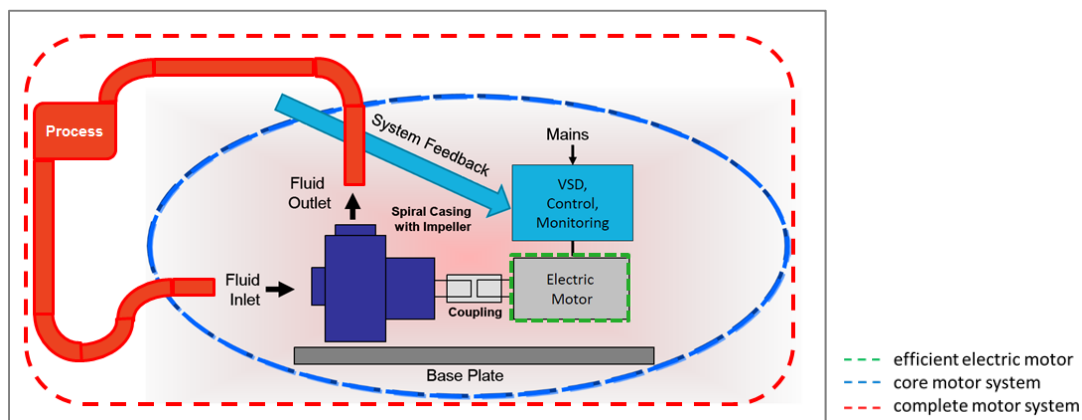 Process
System Feedback
Mains
VSD,
Control,
Monitoring
Fluid
Outlet
Spiral Casing
with Impeller
Fluid
Inlet
Coupling
Electric
Motor
Base Plate
efficient electric motor
core motor system
complete motor system